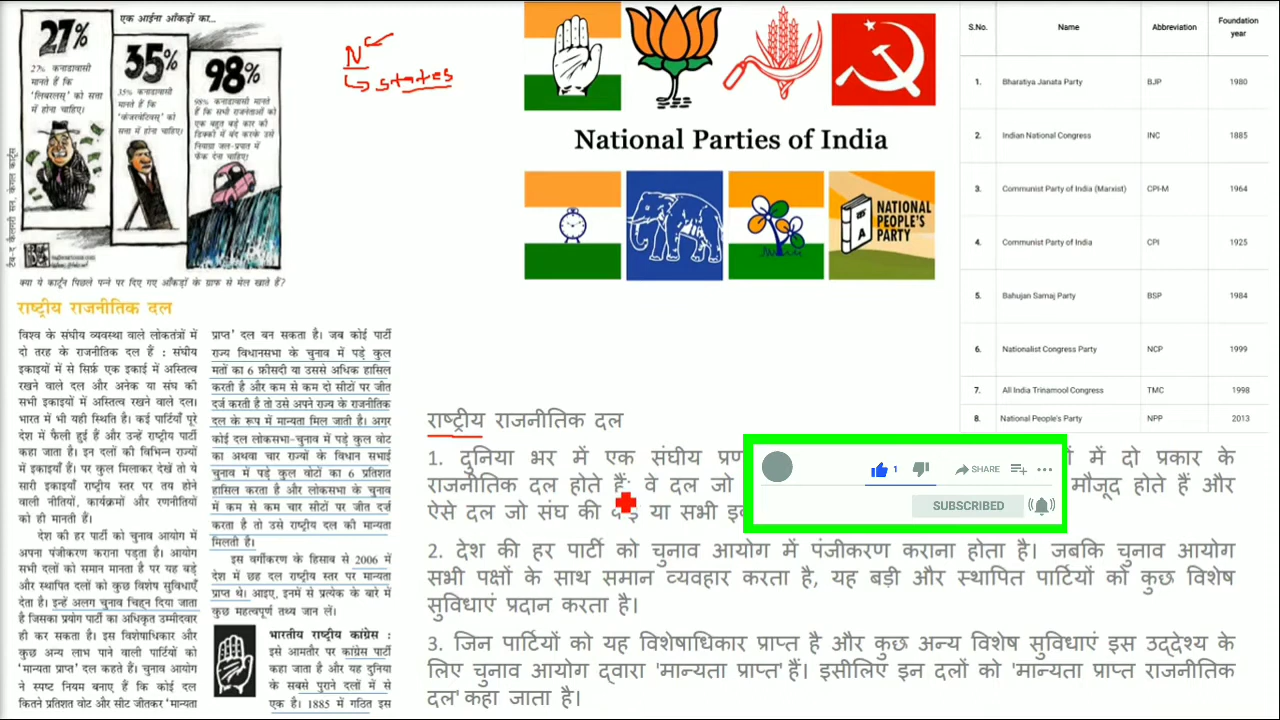 एक आईना आँकड़ों का...
27%
27% कनाडावासी
मानते हैं कि
'लिबरल्स' को सत्ता
में होना चाहिए।
35%
35% कनाडावासी
मानते हैं कि
'कंजरवेटिव्स' को
सत्ता में होना चाहिए।
98%
98% कनाडावासी मानते
हैं कि सभी राजनेताओं को
एक बहुत बड़े कार की
डिक्की में बंद करके उसे
नियाग्रा जल-प्रपात में
फेंक देना चाहिए।
क्या ये कार्टून पिछले पन्ने पर दिए गए आँकड़ों के ग्राफ से मेल खाते हैं?
N
states
राष्ट्रीय राजनीतिक दल
विश्व के संघीय व्यवस्था वाले लोकतंत्रों में
दो तरह के राजनीतिक दल हैं : संघीय
इकाइयों में से सिर्फ़ एक इकाई में अस्तित्व
रखने वाले दल और अनेक या संघ की
सभी इकाइयों में अस्तित्व रखने वाले दल।
भारत में भी यही स्थिति है। कई पार्टियाँ पूरे
देश में फैली हुई हैं और उन्हें राष्ट्रीय पार्टी
कहा जाता है। इन दलों की विभिन्न राज्यों
में इकाइयाँ हैं। पर कुल मिलाकर देखें तो ये
सारी इकाइयाँ राष्ट्रीय स्तर पर तय होने
वाली नीतियों, कार्यक्रमों और रणनीतियों
को ही मानती हैं।
देश की हर पार्टी को चुनाव आयोग में
अपना पंजीकरण कराना पड़ता है। आयोग
सभी दलों को समान मानता है पर यह बड़े
और स्थापित दलों को कुछ विशेष सुविधाएँ
देता है। इन्हें अलग चुनाव चिह्न दिया जाता
है जिसका प्रयोग पार्टी का अधिकृत उम्मीदवार
ही कर सकता है। इस विशेषाधिकार और
कुछ अन्य लाभ पाने वाली पार्टियों को
'मान्यता प्राप्त' दल कहते हैं। चुनाव आयोग
ने स्पष्ट नियम बनाए हैं कि कोई दल
कितने प्रतिशत वोट और सीट जीतकर 'मान्यता
प्राप्त' दल बन सकता है। जब कोई पार्टी
राज्य विधानसभा के चुनाव में पड़े कुल
मतों का 6 फ़ीसदी या उससे अधिक हासिल
करती है और कम से कम दो सीटों पर जीत
दर्ज करती है तो उसे अपने राज्य के राजनीतिक
दल के रूप में मान्यता मिल जाती है। अगर
कोई दल लोकसभा-चुनाव में पड़े कुल वोट
का अथवा चार राज्यों के विधान सभाई
चुनाव में पड़े कुल वोटों का 6 प्रतिशत
हासिल करता है और लोकसभा के चुनाव
में कम से कम चार सीटों पर जीत दर्ज
करता है तो उसे राष्ट्रीय दल की मान्यता
मिलती है।
इस वर्गीकरण के हिसाब से 2006 में
देश में छह दल राष्ट्रीय स्तर पर मान्यता
प्राप्त थे। आइए, इनमें से प्रत्येक के बारे में
कुछ महत्वपूर्ण तथ्य जान लें।
भारतीय राष्ट्रीय कांग्रेस :
इसे आमतौर पर कांग्रेस पार्टी
कहा जाता है और यह दुनिया
के सबसे पुराने दलों में से
एक है। 1885 में गठित इस
National Parties of India
NATIONAL
PEOPLE'S
PARTY
S.No. Name Abbreviation Foundation year
1. Bharatiya Janata Party BJP 1980
2. Indian National Congress INC 1885
3. Communist Party of India (Marxist) CPI-M 1964
4. Communist Party of India CPI 1925
5. Bahujan Samaj Party BSP 1984
6. Nationalist Congress Party NCP 1999
7. All India Trinamool Congress TMC 1998
8. National People's Party NPP 2013
राष्ट्रीय राजनीतिक दल
1. दुनिया भर में एक संघीय में दो प्रकार के
राजनीतिक दल होते हैं: वे दल जो मौजूद होते हैं और
ऐसे दल जो संघ की या सभी
1 SHARE
SUBSCRIBED
2. देश की हर पार्टी को चुनाव आयोग में पंजीकरण कराना होता है। जबकि चुनाव आयोग
सभी पक्षों के साथ समान व्यवहार करता है, यह बड़ी और स्थापित पार्टियों को कुछ विशेष
सुविधाएं प्रदान करता है।
3. जिन पार्टियों को यह विशेषाधिकार प्राप्त है और कुछ अन्य विशेष सुविधाएं इस उद्देश्य के
लिए चुनाव आयोग द्वारा 'मान्यता प्राप्त' हैं। इसीलिए इन दलों को 'मान्यता प्राप्त राजनीतिक
दल' कहा जाता है।